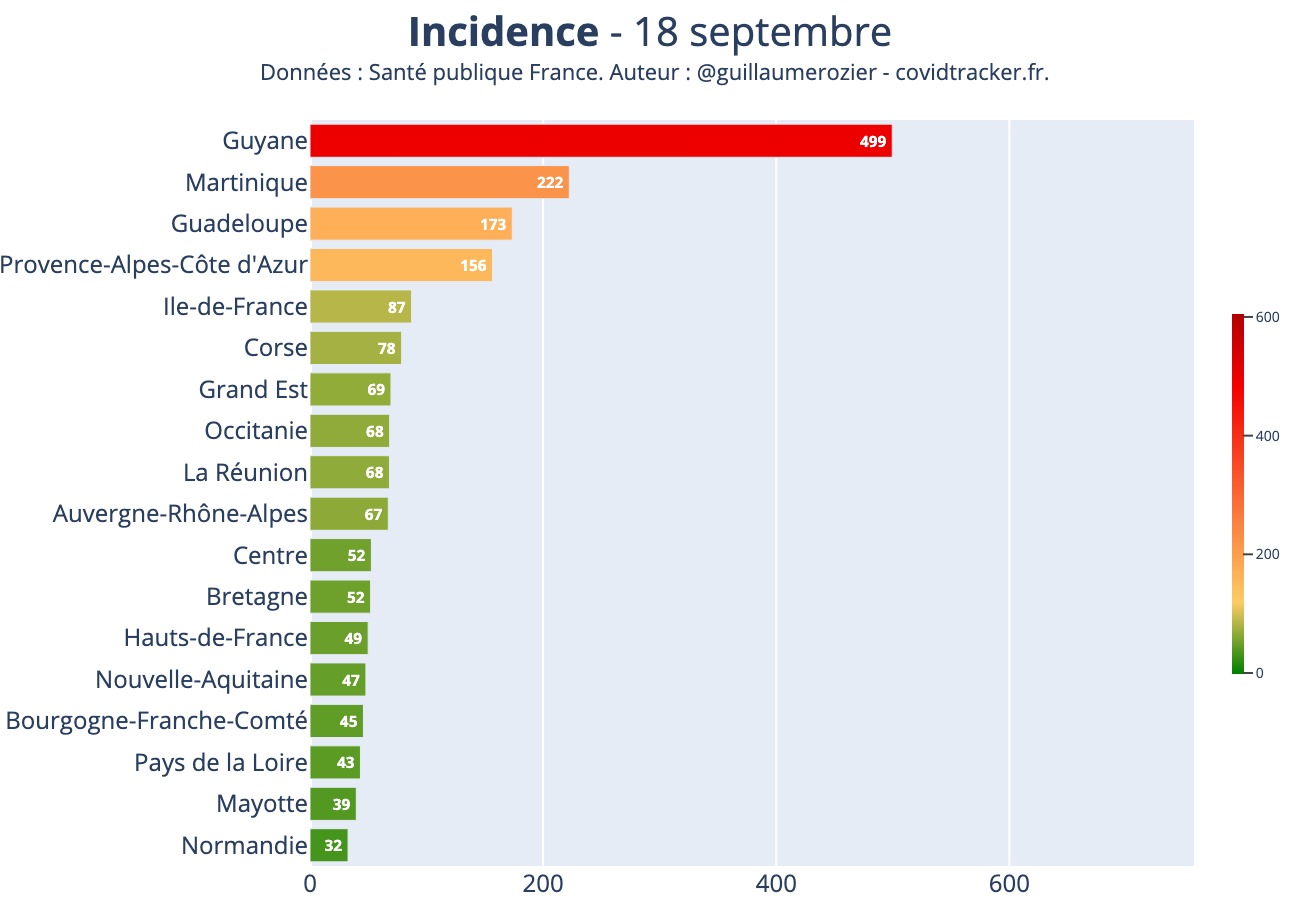 Incidence - 18 septembre
Données : Santé publique France. Auteur : @guillaumerozier - covidtracker.fr.
Guyane 499
Martinique 222
Guadeloupe 173
Provence-Alpes-Côte d'Azur 156
Ile-de-France 87
Corse 78
Grand Est 69
Occitanie 68
La Réunion 68
Auvergne-Rhône-Alpes 67
Centre 52
Bretagne 52
Hauts-de-France 49
Nouvelle-Aquitaine 47
Bourgogne-Franche-Comté 45
Pays de la Loire 43
Mayotte 39
Normandie 32
0 200 400 600
600
400
200
0